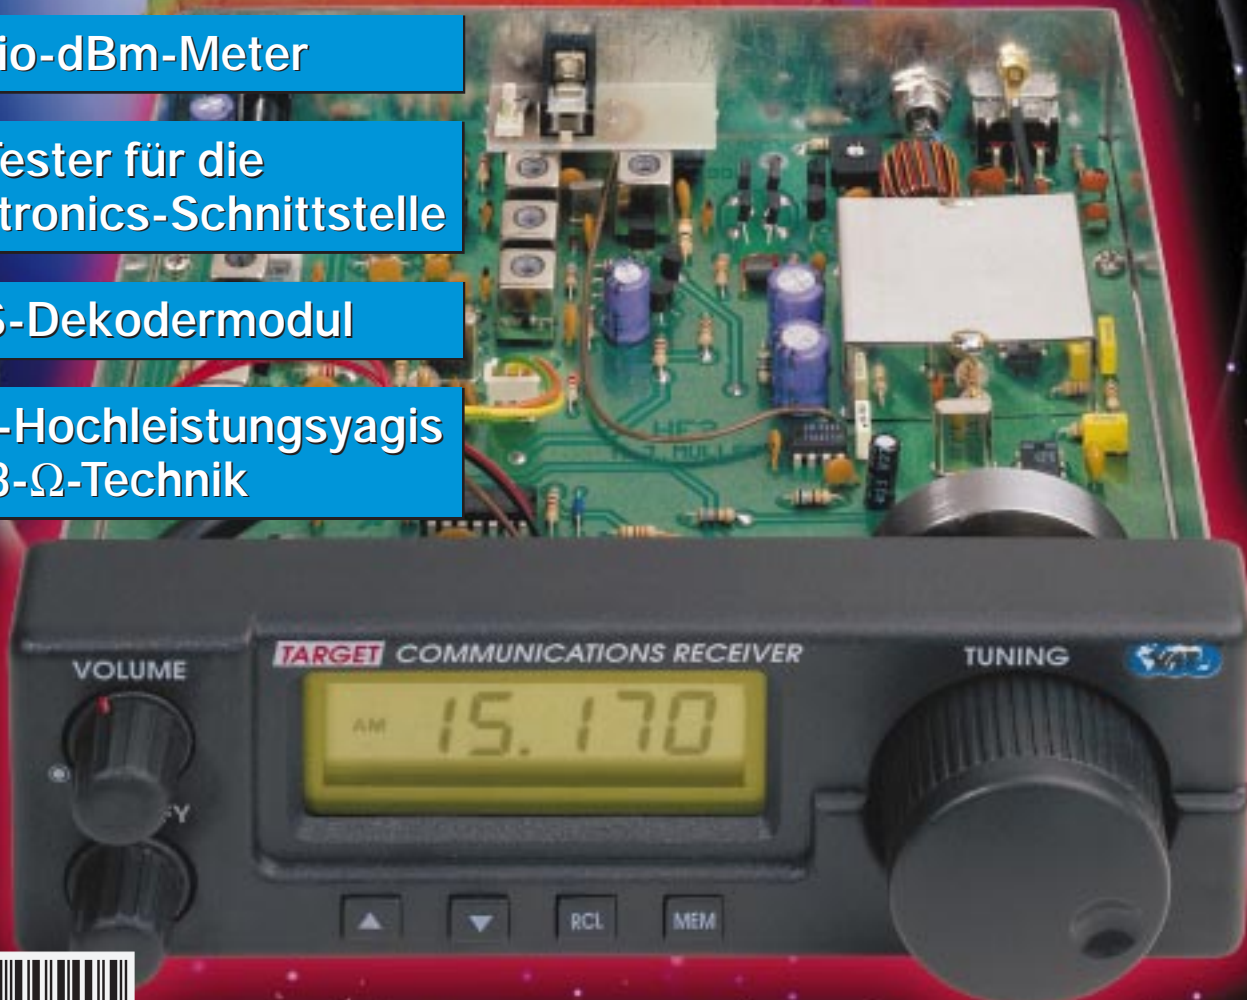 io-dBm-Meter
ester für die
tronics-Schnittstelle
-Dekodermodul
-Hochleistungsyagis
-Ω-Technik
HF3
VOLUME
TARGET COMMUNICATIONS RECEIVER
TUNING
AM 15.170
RCL
MEM